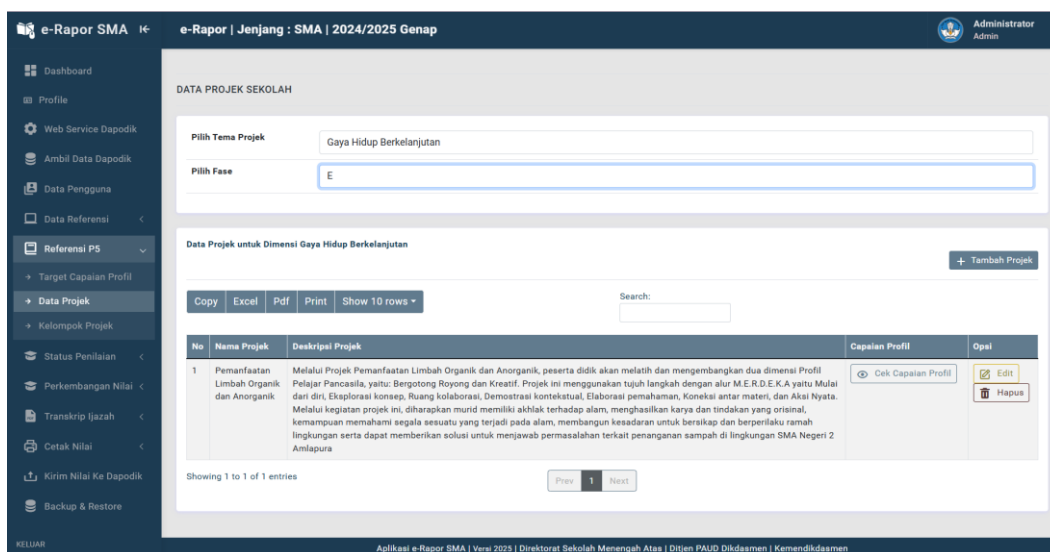 e-Rapor SMA
e-Rapor | Jenjang : SMA | 2024/2025 Genap
Administrator
Admin
Dashboard
Profile
Web Service Dapodik
Ambil Data Dapodik
Data Pengguna
Data Referensi
Referensi P5
Target Capaian Profil
Data Projek
Kelompok Projek
Status Penilaian
Perkembangan Nilai
Transkrip Ijazah
Cetak Nilai
Kirim Nilai Ke Dapodik
Backup & Restore
KELUAR
DATA PROJEK SEKOLAH
Pilih Tema Projek
Gaya Hidup Berkelanjutan
Pilih Fase
E
Data Projek untuk Dimensi Gaya Hidup Berkelanjutan
+ Tambah Projek
Copy Excel Pdf Print Show 10 rows
Search:
No Nama Projek Deskripsi Projek Capaian Profil Opsi
1
Pemanfaatan
Limbah Organik
dan Anorganik
Melalui Projek Pemanfaatan Limbah Organik dan Anorganik, peserta didik akan melatih dan mengembangkan dua dimensi Profil
Pelajar Pancasila, yaitu: Bergotong Royong dan Kreatif. Projek ini menggunakan tujuh langkah dengan alur M.E.R.D.E.K.A yaitu Mulai
dari diri, Eksplorasi konsep, Ruang kolaborasi, Demostrasi kontekstual, Elaborasi pemahaman, Koneksi antar materi, dan Aksi Nyata.
Melalui kegiatan projek ini, diharapkan murid memiliki akhlak terhadap alam, menghasilkan karya dan tindakan yang orisinal,
kemampuan memahami segala sesuatu yang terjadi pada alam, membangun kesadaran untuk bersikap dan berperilaku ramah
lingkungan serta dapat memberikan solusi untuk menjawab permasalahan terkait penanganan sampah di lingkungan SMA Negeri 2
Amlapura
Cek Capaian Profil
Edit
Hapus
Showing 1 to 1 of 1 entries
Prev 1 Next
Aplikasi e-Rapor SMA | Versi 2025 | Direktorat Sekolah Menengah Atas | Ditjen PAUD Dikdasmen | Kemendikdasmen